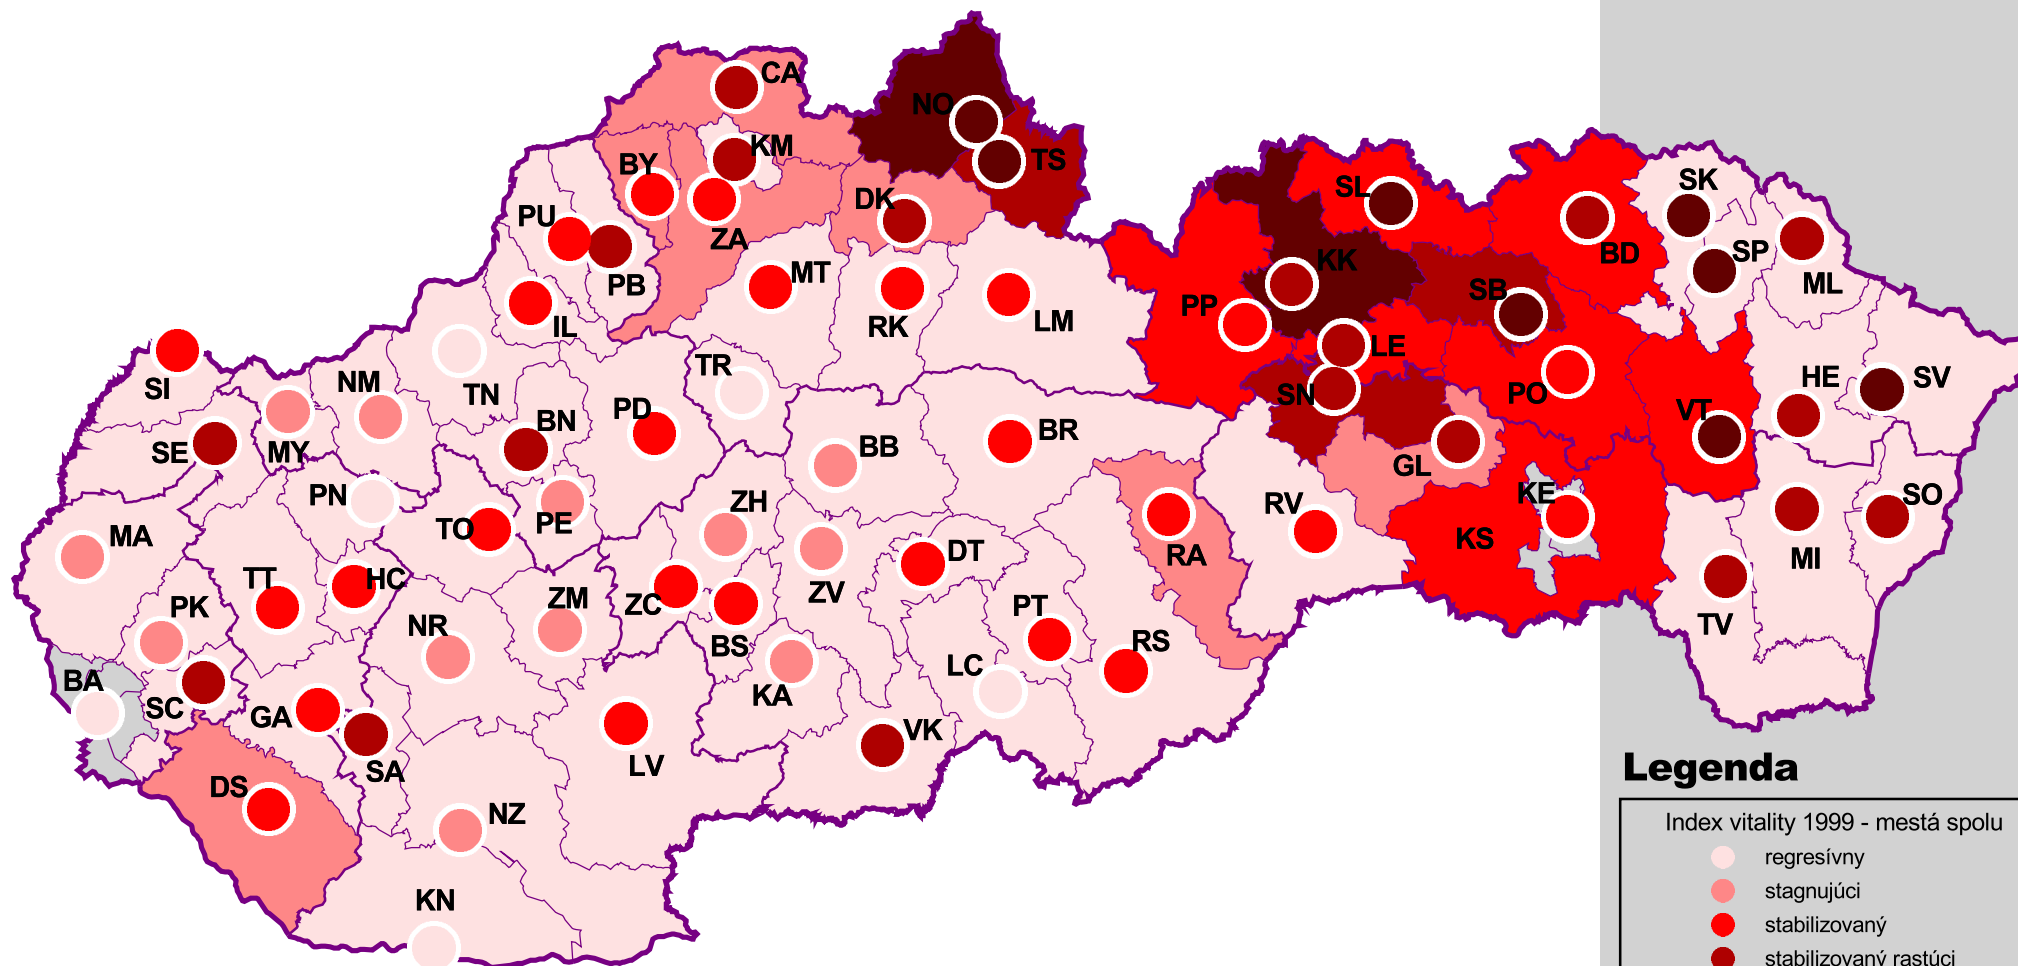 CA
NO
KM
TS
BY
SL
SK
DK
PU
ZA
BD
SP
KK
MT
PB
ML
SB
PP
IL
RK
LM
LE
TR
SI
NM
TN
SN
HE
SV
PO
BN
PD
VT
SE
MY
BR
BB
GL
PN
ZH
RV
KE
SO
TO
PE
MA
KS
DT
RA
MI
TT
HC
PK
ZM
ZC
ZV
PT
TV
NR
BS
RS
BA
LC
SC
GA
KA
VK
SA
LV
DS
NZ
KN
Legenda
Index vitality 1999 - mestá spolu
regresívny
stagnujúci
stabilizovaný
stabilizovaný rastúci